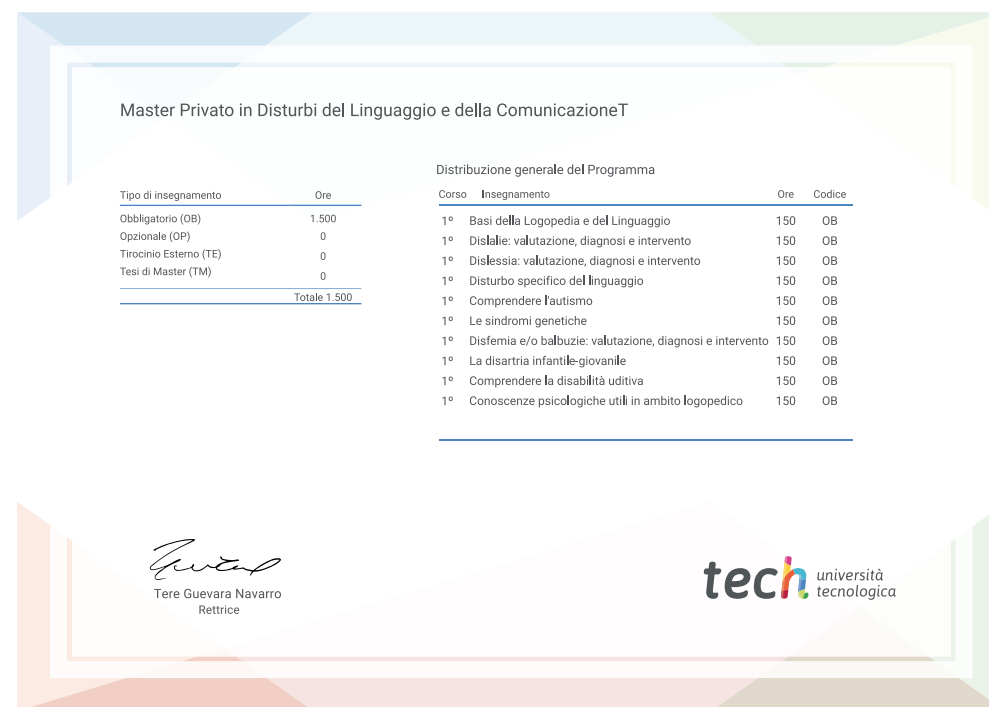 Master Privato in Disturbi del Linguaggio e della ComunicazioneT
Tipo di insegnamento Ore
Obbligatorio (OB) 1.500
Opzionale (OP) 0
Tirocinio Esterno (TE) 0
Tesi di Master (TM) 0
Totale 1.500
Distribuzione generale del Programma
Corso Insegnamento Ore Codice
1º Basi della Logopedia e del Linguaggio 150 OB
1º Dislalie: valutazione, diagnosi e intervento 150 OB
1º Dislessia: valutazione, diagnosi e intervento 150 OB
1º Disturbo specifico del linguaggio 150 OB
1º Comprendere l'autismo 150 OB
1º Le sindromi genetiche 150 OB
1º Disfemia e/o balbuzie: valutazione, diagnosi e intervento 150 OB
1º La disartria infantile-giovanile 150 OB
1º Comprendere la disabilità uditiva 150 OB
1º Conoscenze psicologiche utili in ambito logopedico 150 OB
Tere Guevara Navarro
Rettrice
tech università
tecnologica